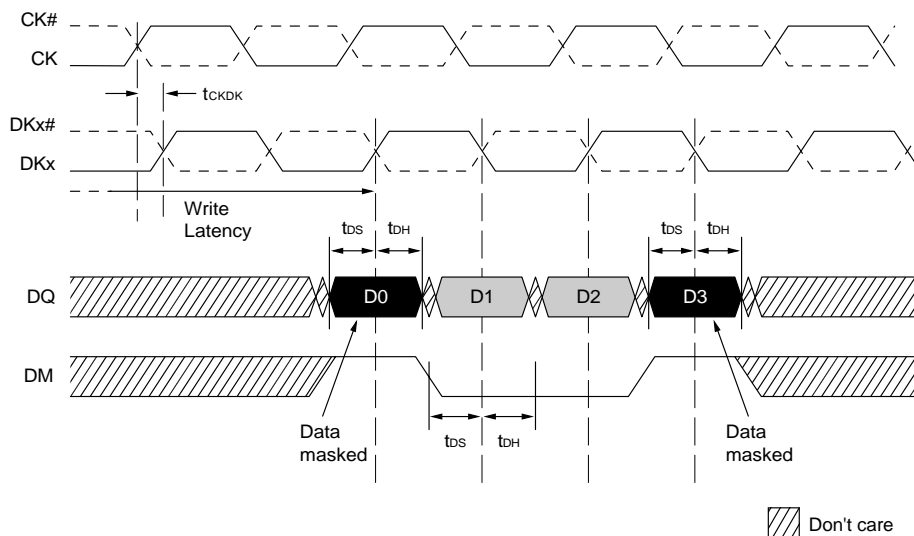 CK#
CK
tCKDK
DKx#
DKx
Write
Latency
tDS tDH tDS tDH
DQ D0 D1 D2 D3
DM
Data
masked
tDS tDH
Data
masked
Don't care